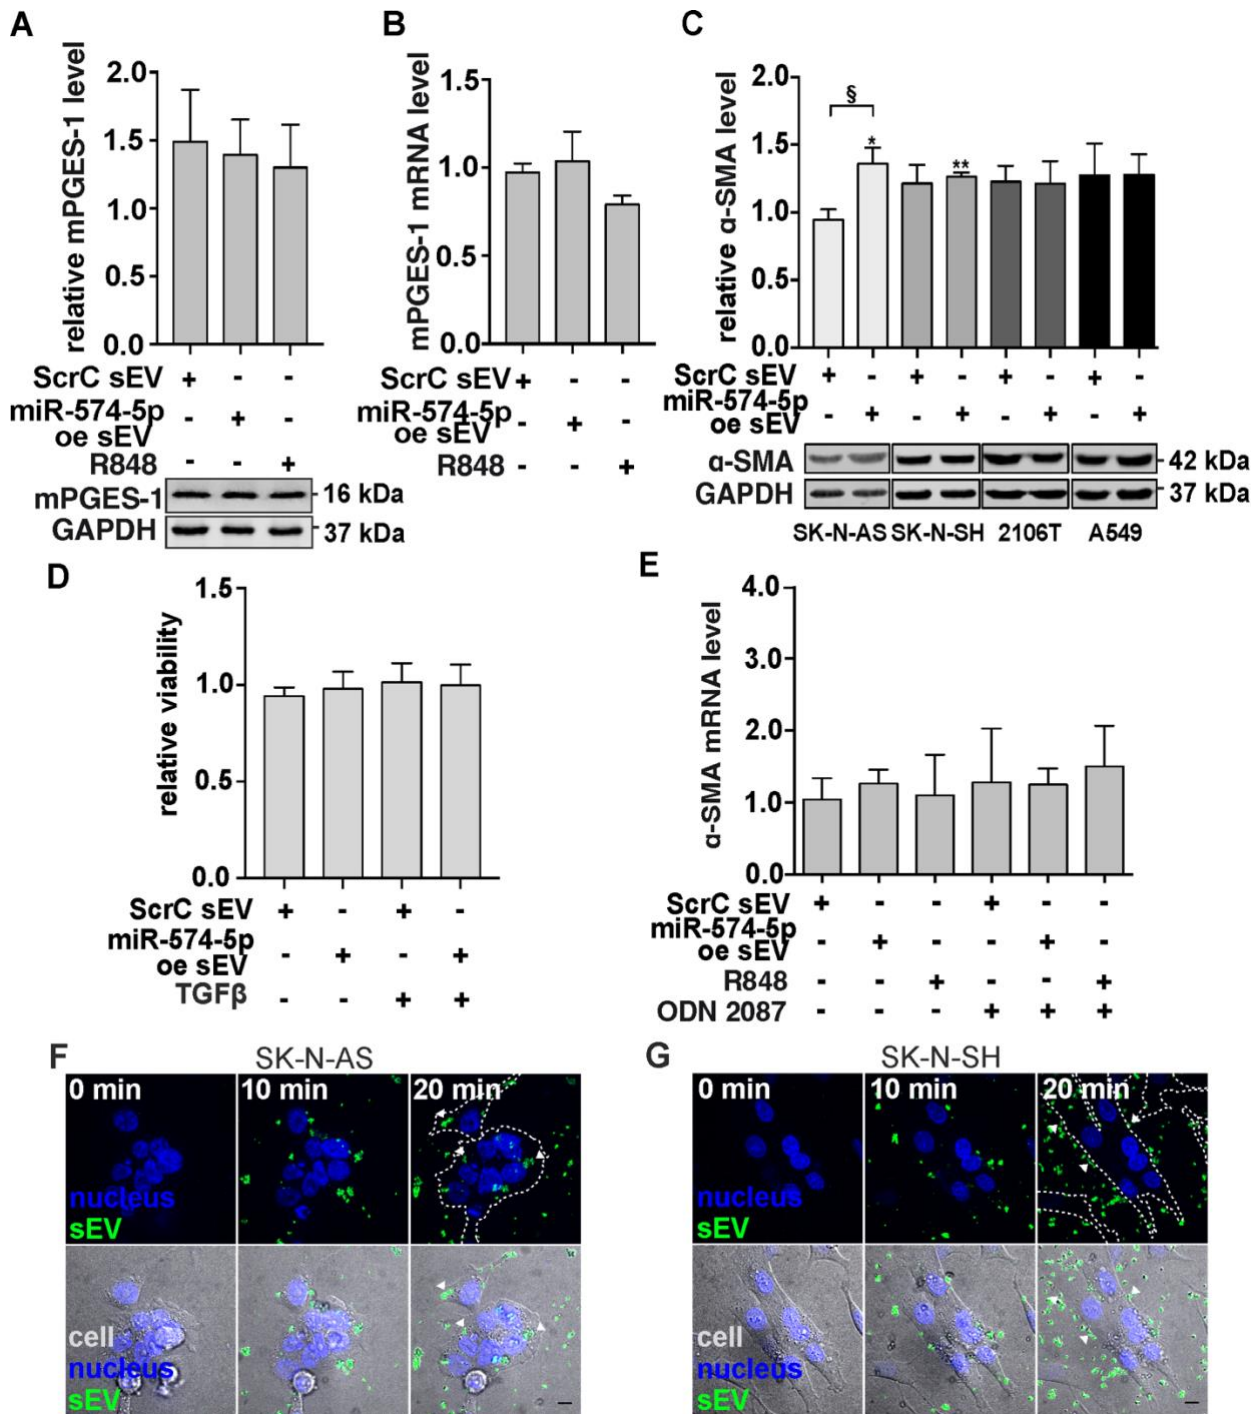 A
relative mPGES-1 level
2.0
1.5
1.0
0.5
0.0
ScrC sEV + - -
miR-574-5p
oe sEV - + -
R848 - - +
mPGES-1 16 kDa
GAPDH 37 kDa
B
mPGES-1 mRNA level
1.5
1.0
0.5
0.0
ScrC sEV + - -
miR-574-5p
oe sEV - + -
R848 - - +
C
relative α-SMA level
2.0
1.5
1.0
0.5
0.0
§
*
**
ScrC sEV + - + - + - + -
miR-574-5p
oe sEV - + - + - + - +
α-SMA 42 kDa
GAPDH 37 kDa
SK-N-AS SK-N-SH 2106T A549
D
relative viability
1.5
1.0
0.5
0.0
ScrC sEV + - + -
miR-574-5p
oe sEV - + - +
TGFβ - - + +
E
α-SMA mRNA level
4.0
3.0
2.0
1.0
0.0
ScrC sEV + - - + - -
miR-574-5p
oe sEV - + - - + -
R848 - - + - - +
ODN 2087 - - - + + +
F
SK-N-AS
0 min 10 min 20 min
nucleus
sEV
cell
nucleus
sEV
G
SK-N-SH
0 min 10 min 20 min
nucleus
sEV
cell
nucleus
sEV